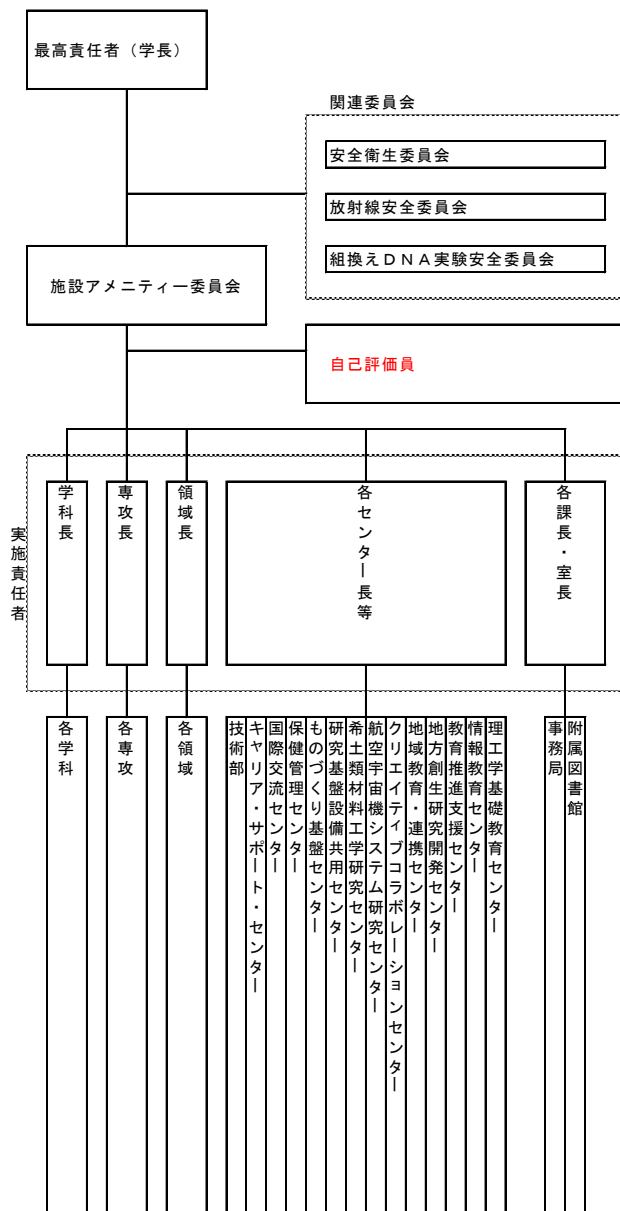 最高責任者(学長)
関連委員会
安全衛生委員会
放射線安全委員会
組換えDNA実験安全委員会
施設アメニティー委員会
自己評価員
実施責任者
学科長
専攻長
領域長
各センター長等
各課長・室長
各学科
各専攻
各領域
技術部
キャリア・サポート・センター
国際交流センター
保健管理センター
ものづくり基盤センター
研究基盤設備共用センター
希土類材料工学研究センター
航空宇宙機システム研究センター
クリエイティブコラボレーションセンター
地域教育・連携センター
地方創生研究開発センター
教育推進支援センター
情報教育センター
理工学基礎教育センター
事務局
附属図書館